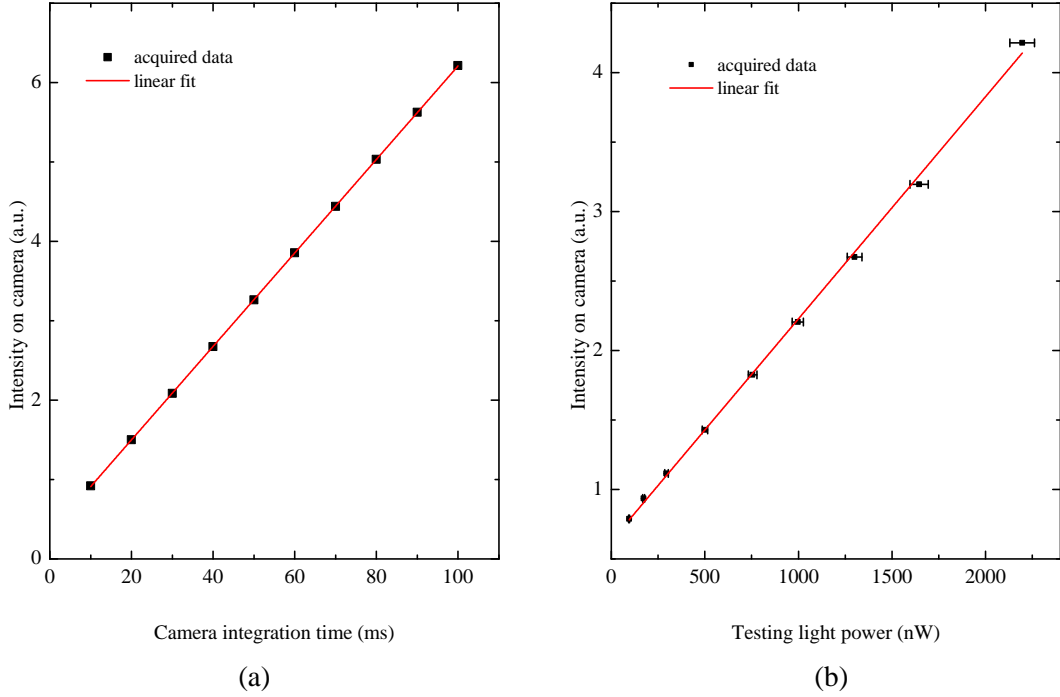 acquired data
linear fit
6
4
2
0
Intensity on camera (a.u.)
0 20 40 60 80 100
Camera integration time (ms)
(a)
acquired data
linear fit
4
3
2
1
Intensity on camera (a.u.)
0 500 1000 1500 2000
Testing light power (nW)
(b)